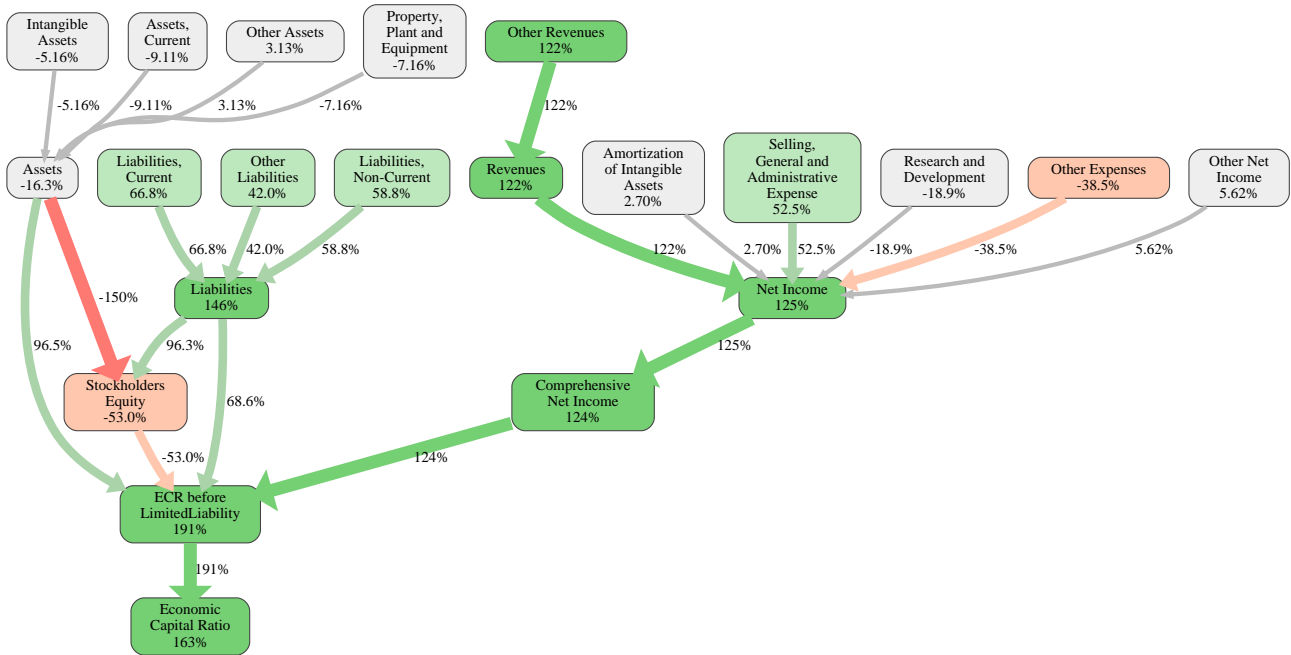 Intangible
Assets
-5.16%
Assets,
Current
-9.11%
Other Assets
3.13%
Property,
Plant and
Equipment
-7.16%
Other Revenues
122%
-5.16%
-9.11%
3.13%
-7.16%
122%
Assets
-16.3%
Liabilities,
Current
66.8%
Other
Liabilities
42.0%
Liabilities,
Non-Current
58.8%
Revenues
122%
Amortization
of Intangible
Assets
2.70%
Selling,
General and
Administrative
Expense
52.5%
Research and
Development
-18.9%
Other Expenses
-38.5%
Other Net
Income
5.62%
66.8%
42.0%
58.8%
122%
2.70%
52.5%
-18.9%
-38.5%
5.62%
Liabilities
146%
Net Income
125%
-150%
96.5%
96.3%
125%
Stockholders
Equity
-53.0%
68.6%
Comprehensive
Net Income
124%
-53.0%
124%
ECR before
LimitedLiability
191%
191%
Economic
Capital Ratio
163%